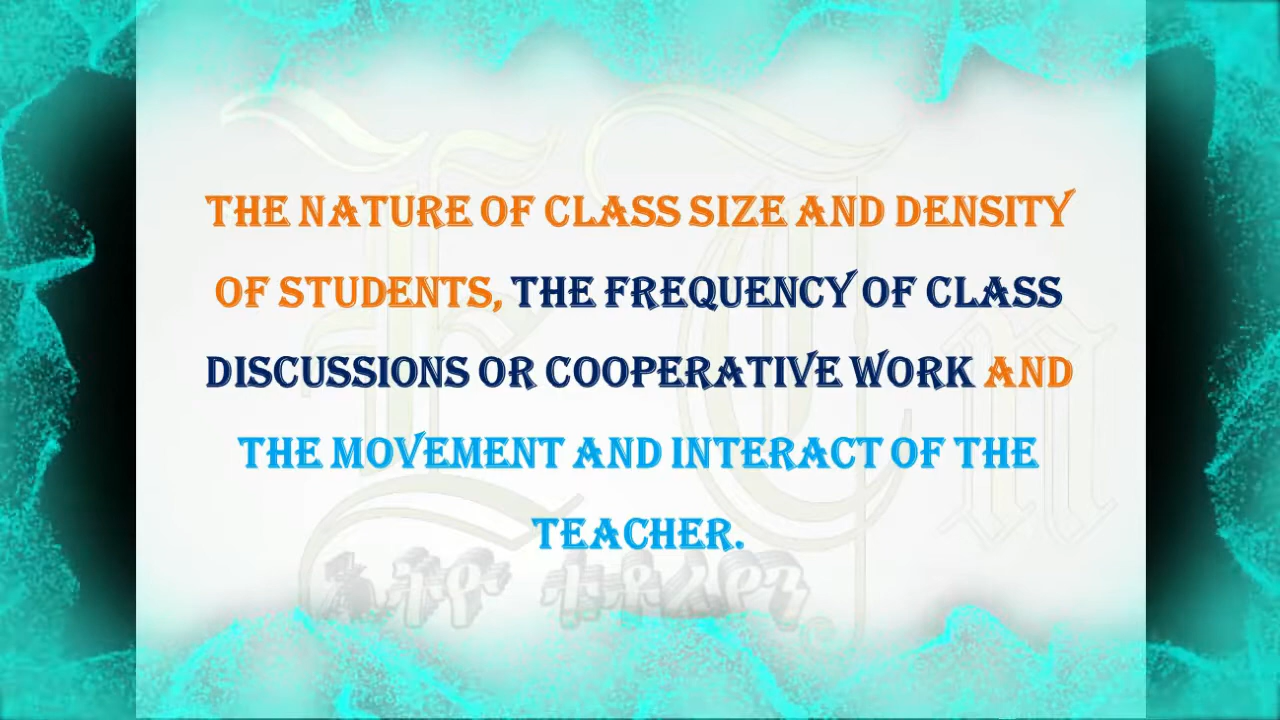 THE NATURE OF CLASS SIZE AND DENSITY
OF STUDENTS, THE FREQUENCY OF CLASS
DISCUSSIONS OR COOPERATIVE WORK AND
THE MOVEMENT AND INTERACT OF THE
TEACHER.